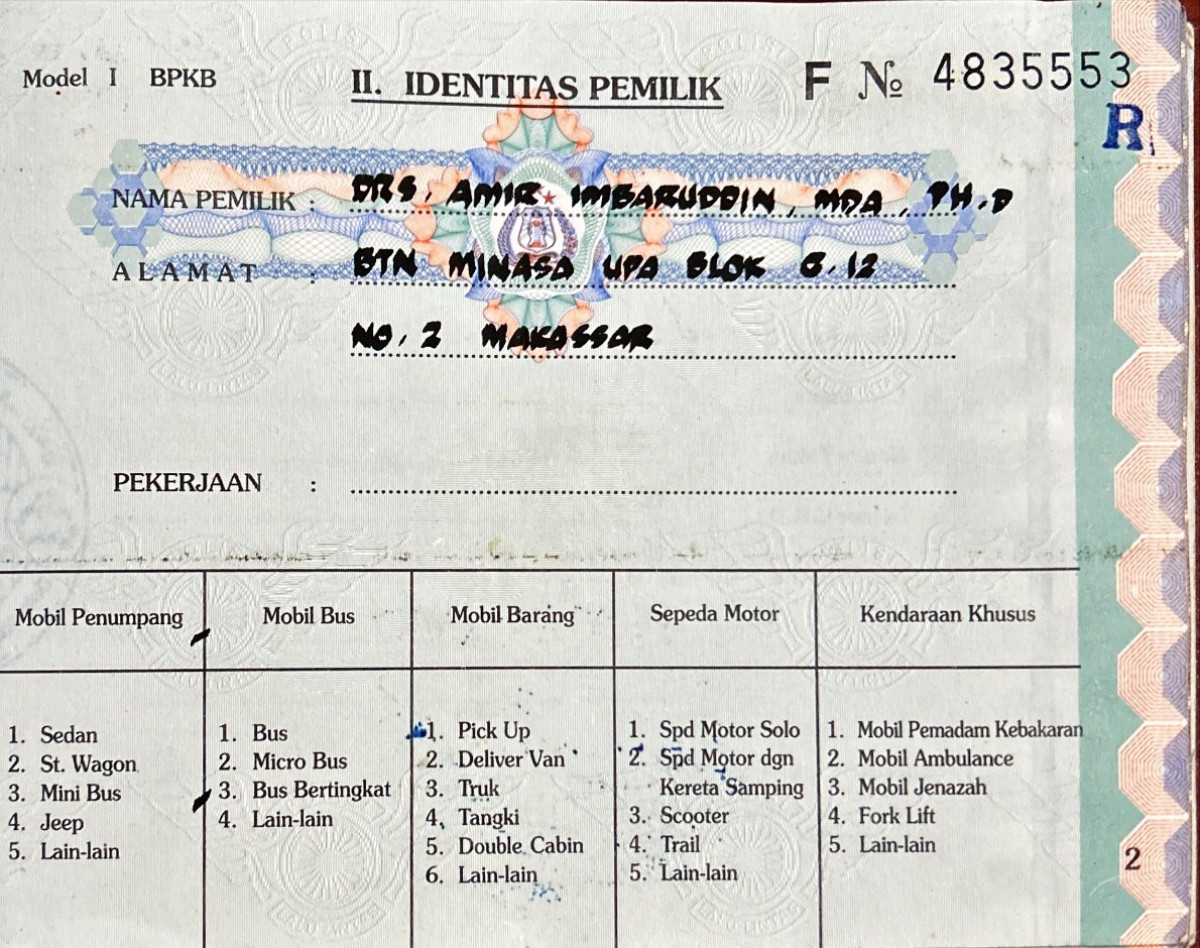 Model I BPKB
II. IDENTITAS PEMILIK
F № 4835553
R
NAMA PEMILIK : DRS, AMIR IMBARUDDIN, MDA, PH.D
ALAMAT : BTN MINASA UPA BLOK G.12
NO. 2 MAKASSAR
PEKERJAAN :
Mobil Penumpang
1. Sedan
2. St. Wagon
3. Mini Bus
4. Jeep
5. Lain-lain
Mobil Bus
1. Bus
2. Micro Bus
3. Bus Bertingkat
4. Lain-lain
Mobil Barang
1. Pick Up
2. Deliver Van
3. Truk
4. Tangki
5. Double Cabin
6. Lain-lain
Sepeda Motor
1. Spd Motor Solo
2. Spd Motor dgn
Kereta Samping
3. Scooter
4. Trail
5. Lain-lain
Kendaraan Khusus
1. Mobil Pemadam Kebakaran
2. Mobil Ambulance
3. Mobil Jenazah
4. Fork Lift
5. Lain-lain
2